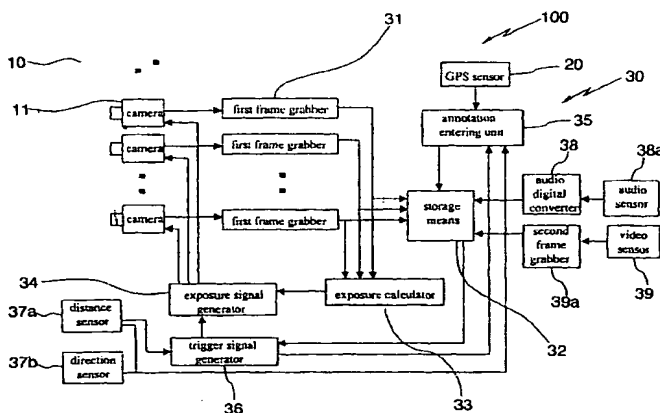 31
100
10
GPS sensor
20
30
11
camera
first frame grabber
annotation
entering unit
35
38
38a
camera
first frame grabber
audio
digital
converter
audio
sensor
storage
means
camera
first frame grabber
second
frame
grabber
video
sensor
34
39a
39
exposure signal
generator
exposure calculator
37a
distance
sensor
32
37b
direction
sensor
trigger signal
generator
36
33